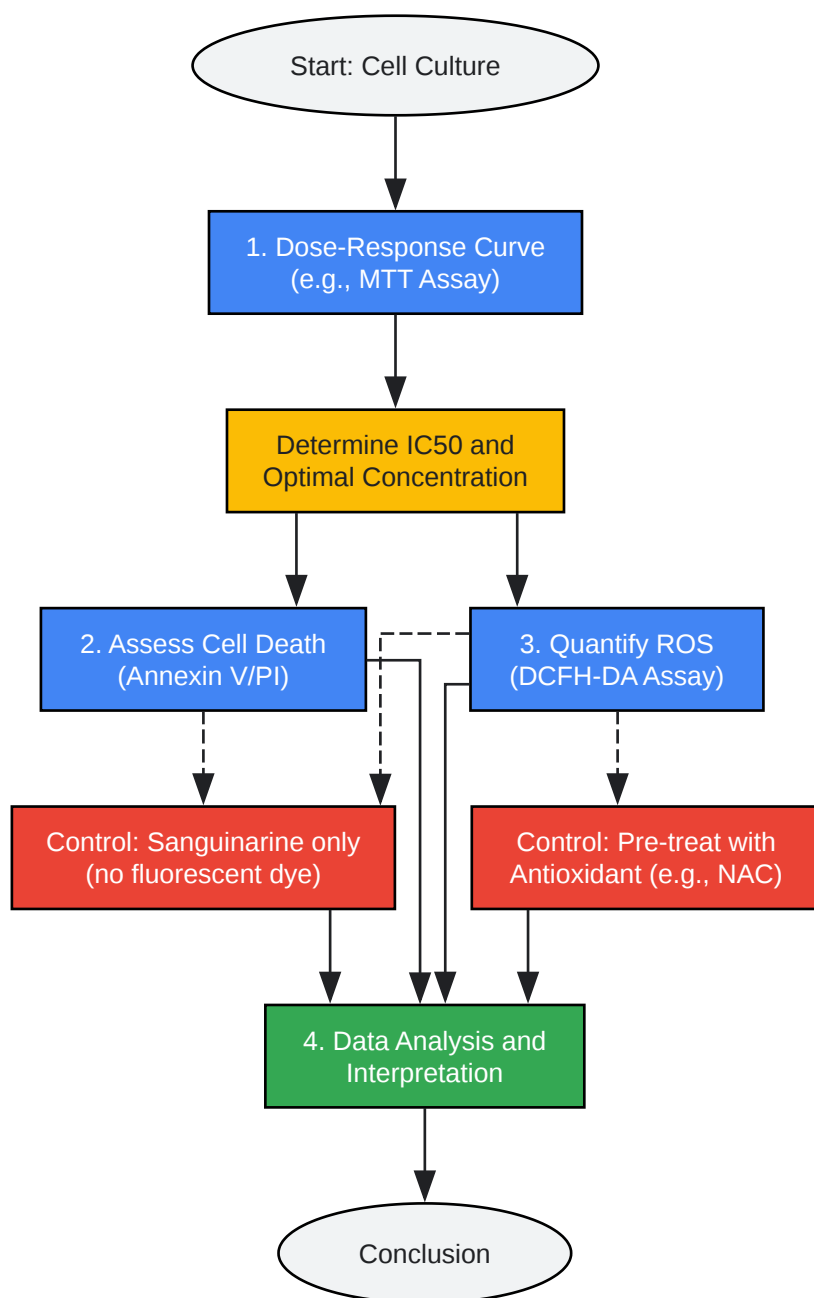 Start: Cell Culture
1. Dose-Response Curve
(e.g., MTT Assay)
Determine IC50 and
Optimal Concentration
2. Assess Cell Death
(Annexin V/PI)
3. Quantify ROS
(DCFH-DA Assay)
Control: Sanguinarine only
(no fluorescent dye)
Control: Pre-treat with
Antioxidant (e.g., NAC)
4. Data Analysis and
Interpretation
Conclusion